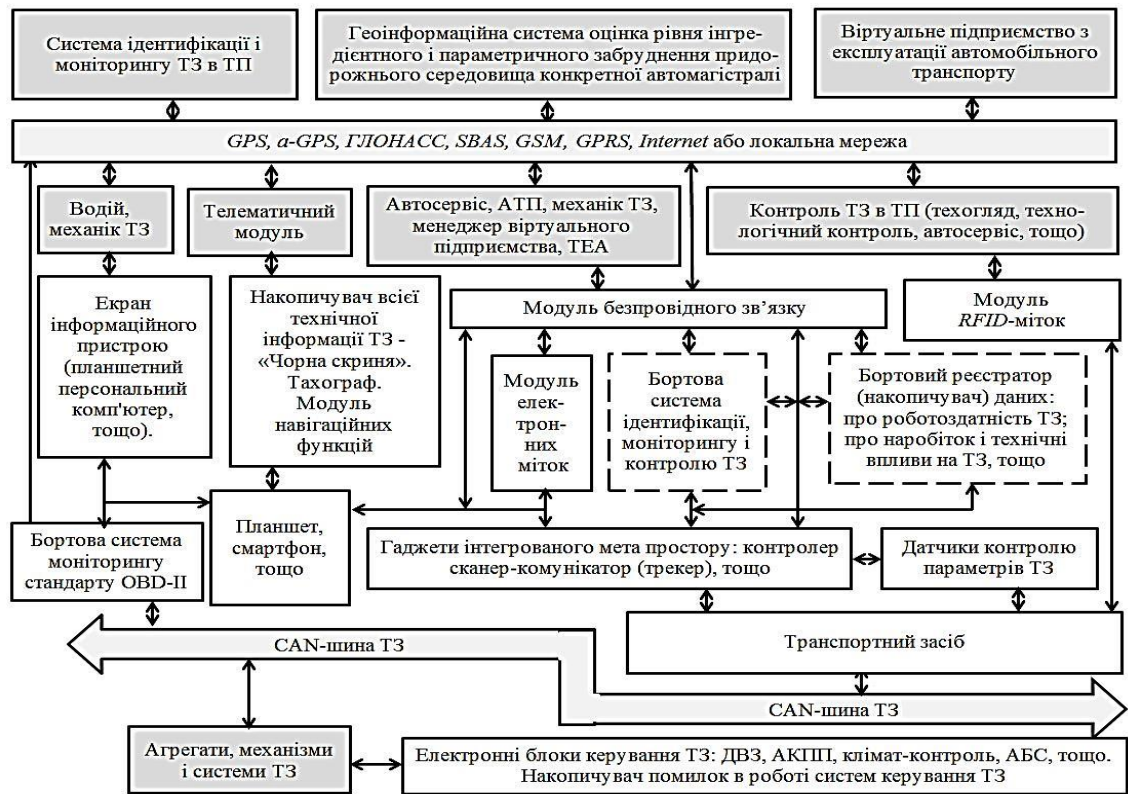 Система ідентифікації і
моніторингу ТЗ в ТП
Геоінформаційна система оцінка рівня інгре-
дієнтного і параметричного забруднення придо-
рожнього середовища конкретної автомагістралі
Віртуальне підприємство з
експлуатації автомобільного
транспорту
GPS, a-GPS, ГЛОНАСС, SBAS, GSM, GPRS, Internet або локальна мережа
Водій,
механік ТЗ
Телематичний
модуль
Автосервіс, АТП, механік ТЗ,
менеджер віртуального
підприємства, ТЕА
Контроль ТЗ в ТП (техогляд, техно-
логічний контроль, автосервіс, тощо)
Екран
інформаційного
пристрою
(планшетний
персональний
комп'ютер,
тощо).
Накопичувач всієї
технічної
інформації ТЗ -
«Чорна скриня».
Тахограф.
Модуль
навігаційних
функцій
Модуль безпровідного зв’язку
Модуль
RFID-міток
Модуль
елек-
трон-
них
міток
Бортова
система
ідентифікації,
моніторингу і
контролю ТЗ
Бортовий реєстратор
(накопичувач) даних:
про роботоздатність ТЗ;
про наробіток і технічні
впливи на ТЗ, тощо
Бортова система
моніторингу
стандарту OBD-II
Планшет,
смартфон,
тощо
Гаджети інтегрованого мета простору: контролер
сканер-комунікатор (трекер), тощо
Датчики контролю
параметрів ТЗ
Транспортний засіб
CAN-шина ТЗ
CAN-шина ТЗ
Агрегати, механізми
і системи ТЗ
Електронні блоки керування ТЗ: ДВЗ, АКПП, клімат-контроль, АБС, тощо.
Накопичувач помилок в роботі систем керування ТЗ